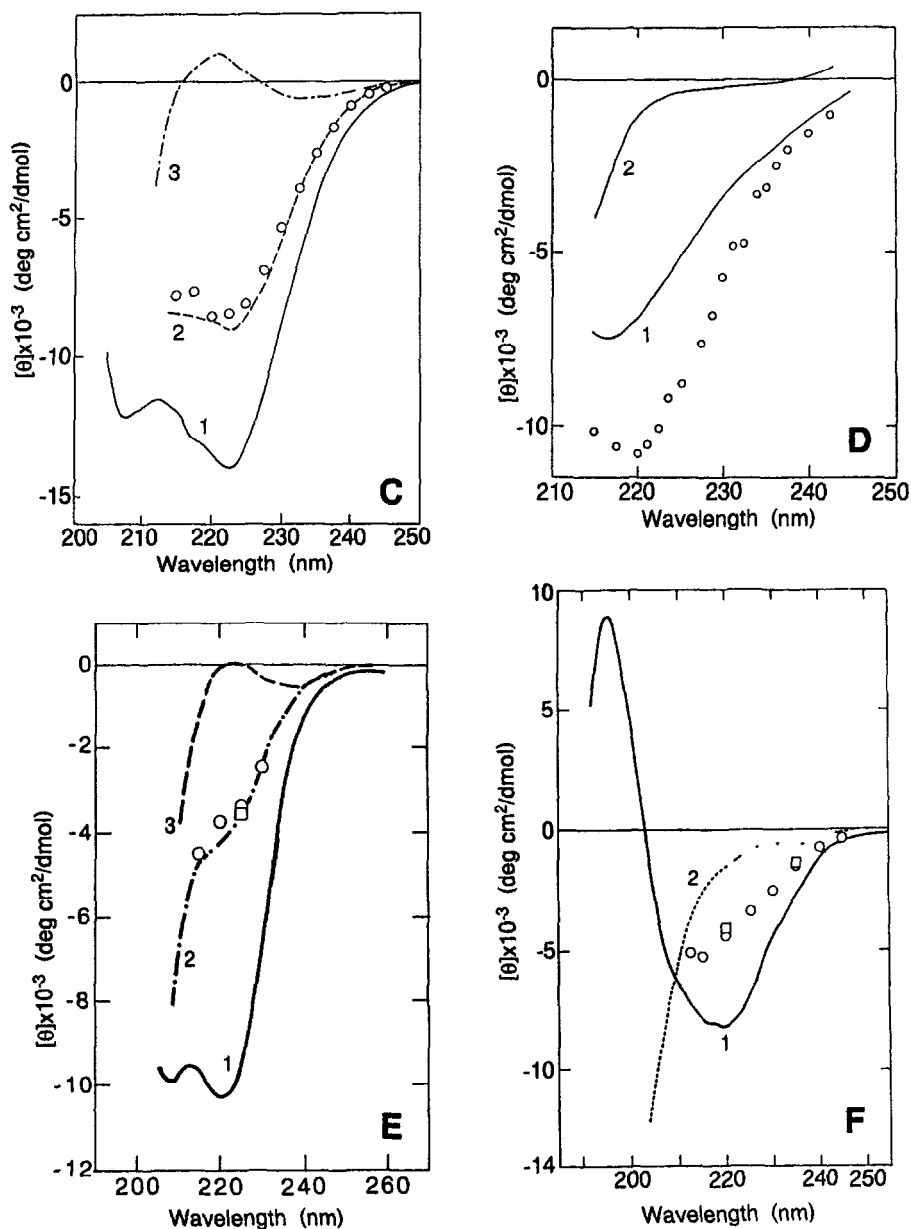 0
-5
-10
-15
[θ]x10⁻³ (deg cm²/dmol)
3
2
1
C
200 210 220 230 240 250
Wavelength (nm)
0
-5
-10
[θ]x10⁻³ (deg cm²/dmol)
2
1
D
210 220 230 240 250
Wavelength (nm)
0
-2
-4
-6
-8
-10
-12
[θ]x10⁻³ (deg cm²/dmol)
3
2
1
E
200 220 240 260
Wavelength (nm)
10
5
0
-5
-10
-14
[θ]x10⁻³ (deg cm²/dmol)
2
1
F
200 220 240
Wavelength (nm)